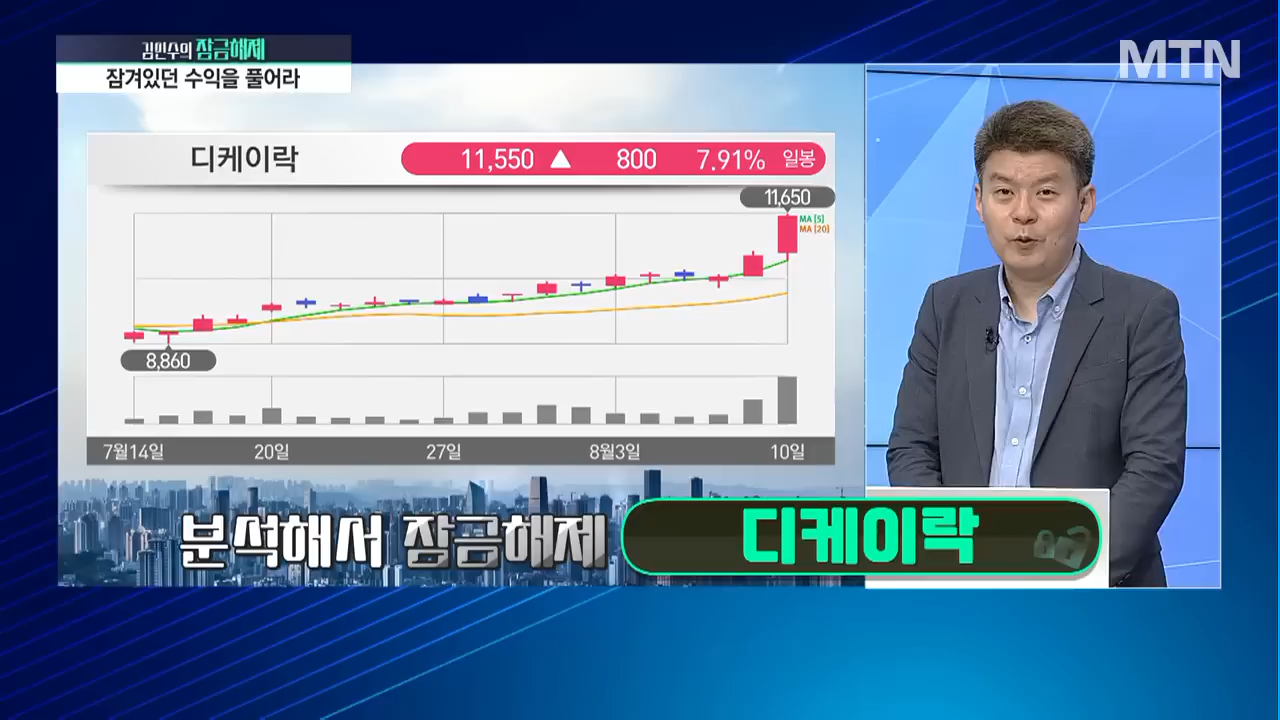 김민수의 잠금해제
잠겨있던 수익을 풀어라
MTN
디케이락 11,550 ▲ 800 7.91% 일봉
11,650
MA [5]
MA [20]
8,860
7월14일 20일 27일 8월3일 10일
분석해서 잠금해제 디케이락